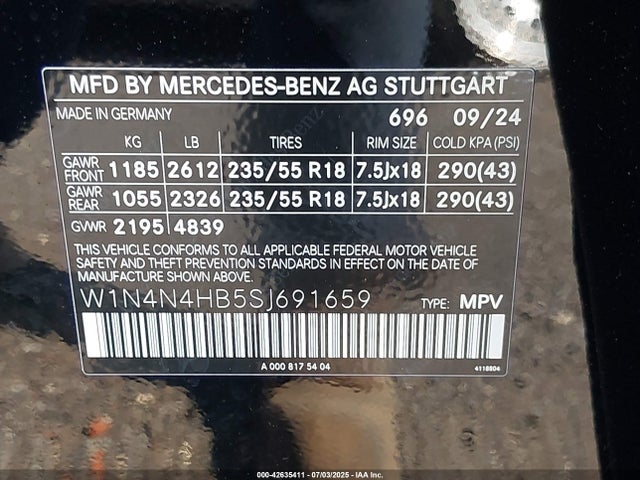 MFD BY MERCEDES-BENZ AG STUTTGART
MADE IN GERMANY 696 09/24
KG LB TIRES RIM SIZE COLD KPA (PSI)
GAWR FRONT 1185 2612 235/55 R18 7.5Jx18 290(43)
GAWR REAR 1055 2326 235/55 R18 7.5Jx18 290(43)
GVWR 2195 4839
THIS VEHICLE CONFORMS TO ALL APPLICABLE FEDERAL MOTOR VEHICLE
SAFETY AND THEFT PREVENTION STANDARDS IN EFFECT ON THE DATE
OF MANUFACTURE SHOWN ABOVE.
W1N4N4HB5SJ691659 TYPE: MPV
A 000 817 54 04 4118804
000-42635411 - 07/03/2025 - IAA Inc.